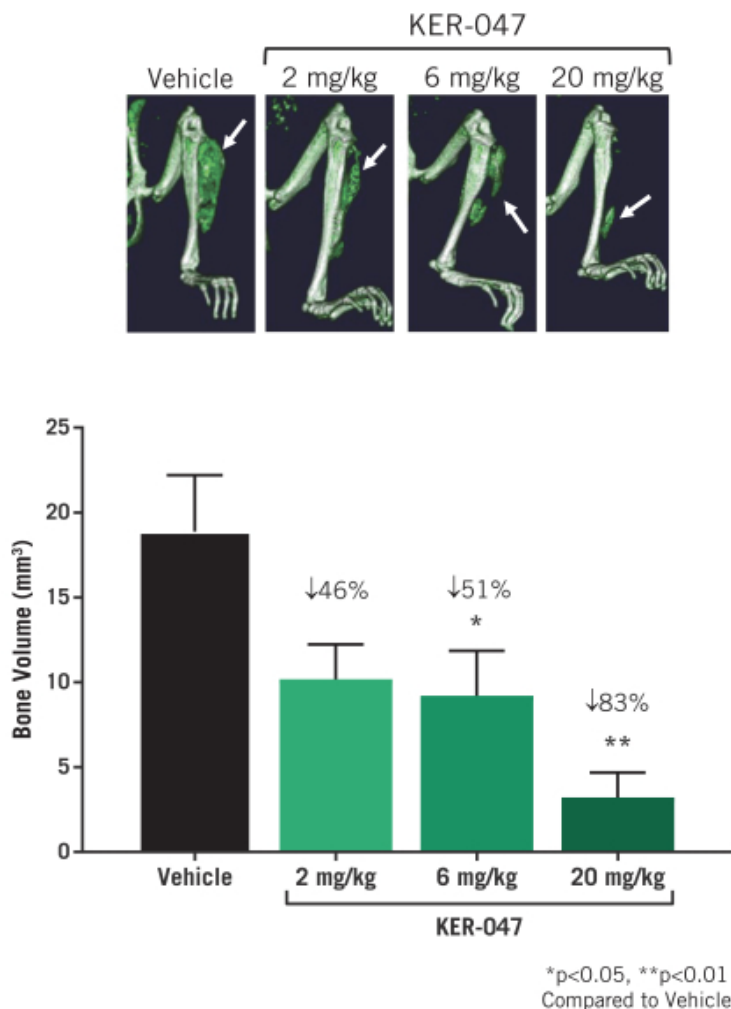 KER-047
Vehicle 2 mg/kg 6 mg/kg 20 mg/kg
25
20
15
10
5
0
Bone Volume (mm³)
↓46%
↓51%
*
↓83%
**
Vehicle 2 mg/kg 6 mg/kg 20 mg/kg
KER-047
*p<0.05, **p<0.01
Compared to Vehicle